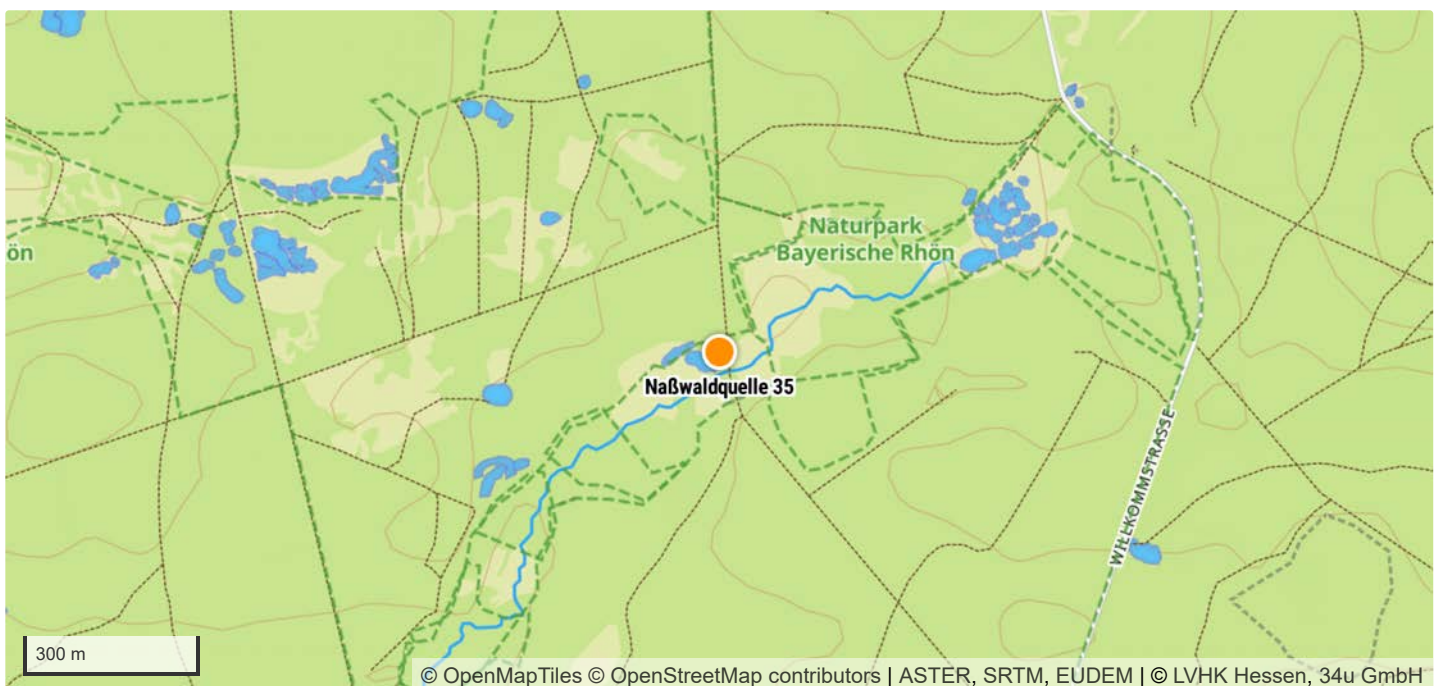 Naturpark
Bayerische Rhön
ön
Naßwaldquelle 35
WILLKOMMSTRASSE
300 m
© OpenMapTiles © OpenStreetMap contributors | ASTER, SRTM, EUDEM | © LVHK Hessen, 34u GmbH